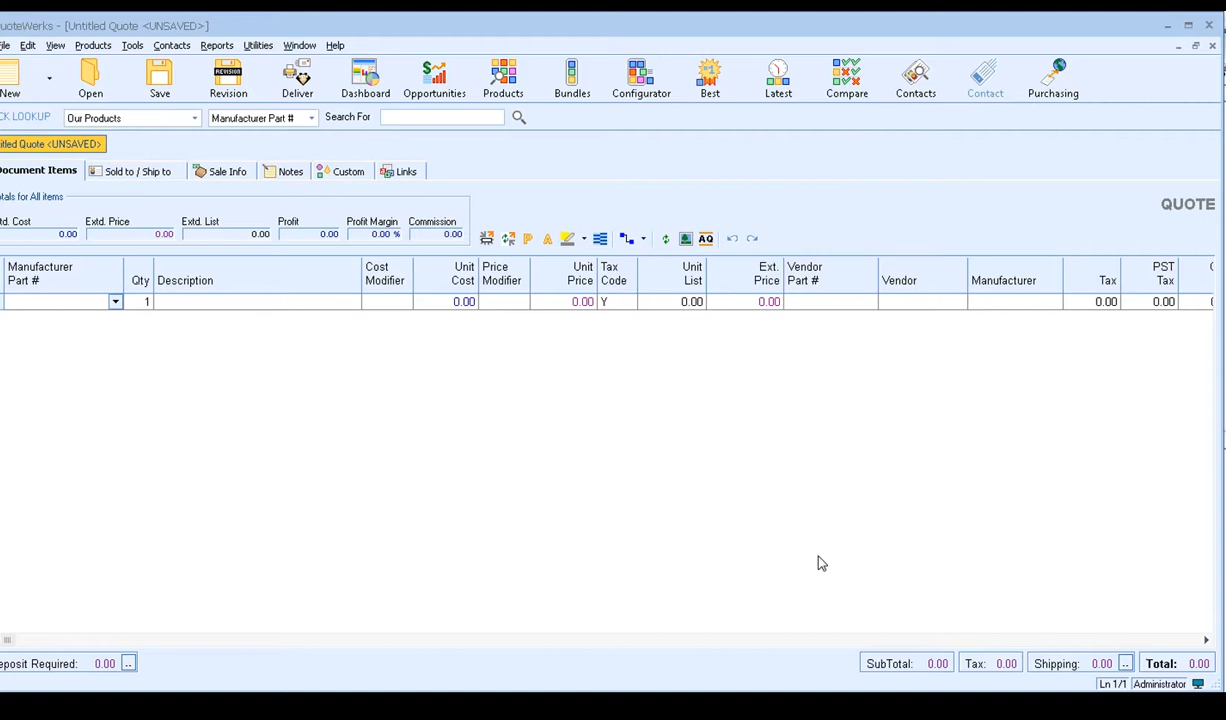 uoteWerks - [Untitled Quote <UNSAVED>]
File Edit View Products Tools Contacts Reports Utilities Window Help
New Open Save Revision Deliver Dashboard Opportunities Products Bundles Configurator Best Latest Compare Contacts Contact Purchasing
CK LOOKUP Our Products Manufacturer Part # Search For
titled Quote <UNSAVED>
Document Items Sold to / Ship to Sale Info Notes Custom Links
otals for All items
QUOTE
td. Cost Extd. Price Extd. List Profit Profit Margin Commission
0.00 0.00 0.00 0.00 0.00 % 0.00
P A AQ
Manufacturer Part # Qty Description Cost Modifier Unit Cost Price Modifier Unit Price Tax Code Unit List Ext. Price Vendor Part # Vendor Manufacturer Tax PST Tax
1 0.00 0.00 Y 0.00 0.00 0.00 0.00
eposit Required: 0.00 .. SubTotal: 0.00 Tax: 0.00 Shipping: 0.00 .. Total: 0.00
Ln 1/1 Administrator